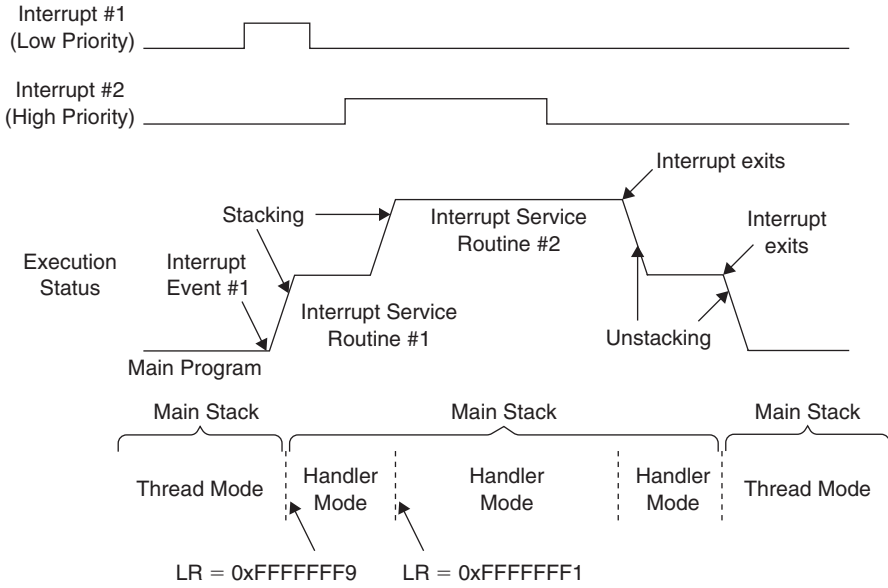 Interrupt #1
(Low Priority)
Interrupt #2
(High Priority)
Interrupt exits
Stacking
Interrupt Service
Routine #2
Interrupt
exits
Execution
Status
Interrupt
Event #1
Interrupt Service
Routine #1
Unstacking
Main Program
Main Stack
Main Stack
Main Stack
Thread Mode
Handler
Mode
Handler
Mode
Handler
Mode
Thread Mode
LR = 0xFFFFFFF9
LR = 0xFFFFFFF1